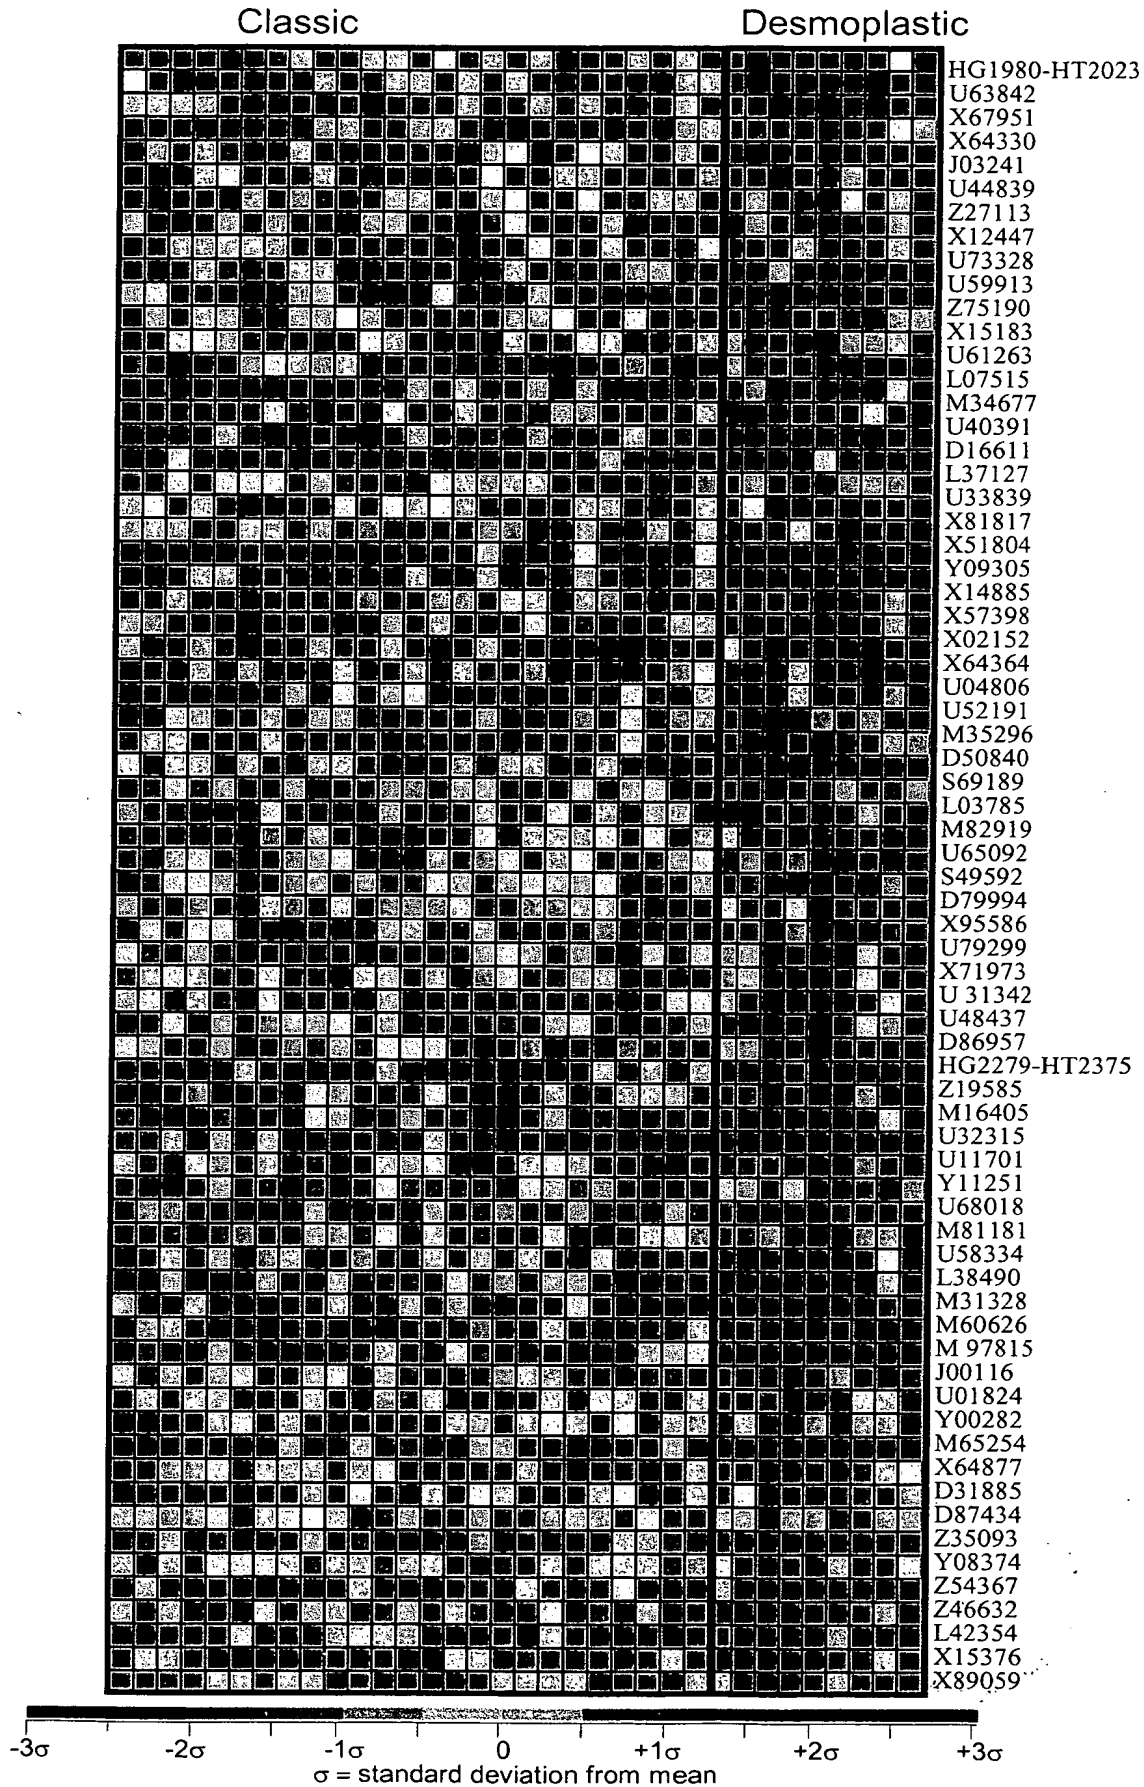 Classic Desmoplastic
HG1980-HT2023
U63842
X67951
X64330
J03241
U44839
Z27113
X12447
U73328
U59913
Z75190
X15183
U61263
L07515
M34677
U40391
D16611
L37127
U33839
X81817
X51804
Y09305
X14885
X57398
X02152
X64364
U04806
U52191
M35296
D50840
S69189
L03785
M82919
U65092
S49592
D79994
X95586
U79299
X71973
U 31342
U48437
D86957
HG2279-HT2375
Z19585
M16405
U32315
U11701
Y11251
U68018
M81181
U58334
L38490
M31328
M60626
M 97815
J00116
U01824
Y00282
M65254
X64877
D31885
D87434
Z35093
Y08374
Z54367
Z46632
L42354
X15376
X89059
-3σ -2σ -1σ 0 +1σ +2σ +3σ
σ = standard deviation from mean